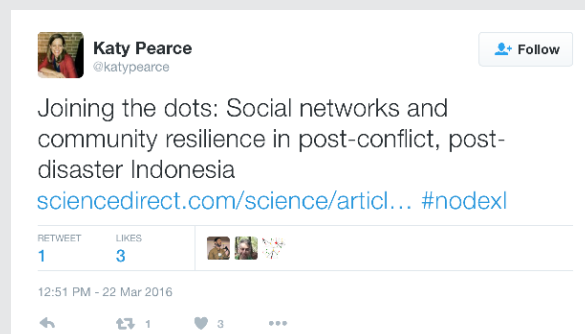 Katy Pearce
@katypearce
Follow
Joining the dots: Social networks and
community resilience in post-conflict, post-
disaster Indonesia
sciencedirect.com/science/articl... #nodexl
RETWEET LIKES
1 3
12:51 PM - 22 Mar 2016
1 3